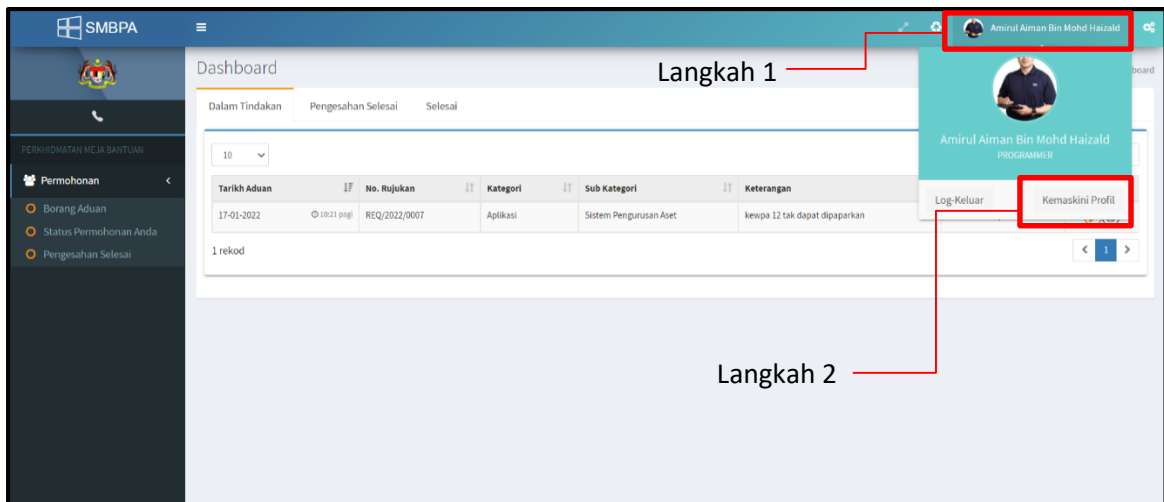 SMBPA
Amirul Aiman Bin Mohd Haizald
Dashboard
Langkah 1
board
Dalam Tindakan Pengesahan Selesai Selesai
Amirul Aiman Bin Mohd Haizald
PROGRAMMER
PERKHIDMATAN MEJA BANTUAN
10
Permohonan
Tarikh Aduan No. Rujukan Kategori Sub Kategori Keterangan
Log-Keluar Kemaskini Profil
Borang Aduan
17-01-2022 10:21 pagi REQ/2022/0007 Aplikasi Sistem Pengurusan Aset kewpa 12 tak dapat dipaparkan
Status Permohonan Anda
Pengesahan Selesai
1 rekod
1
Langkah 2